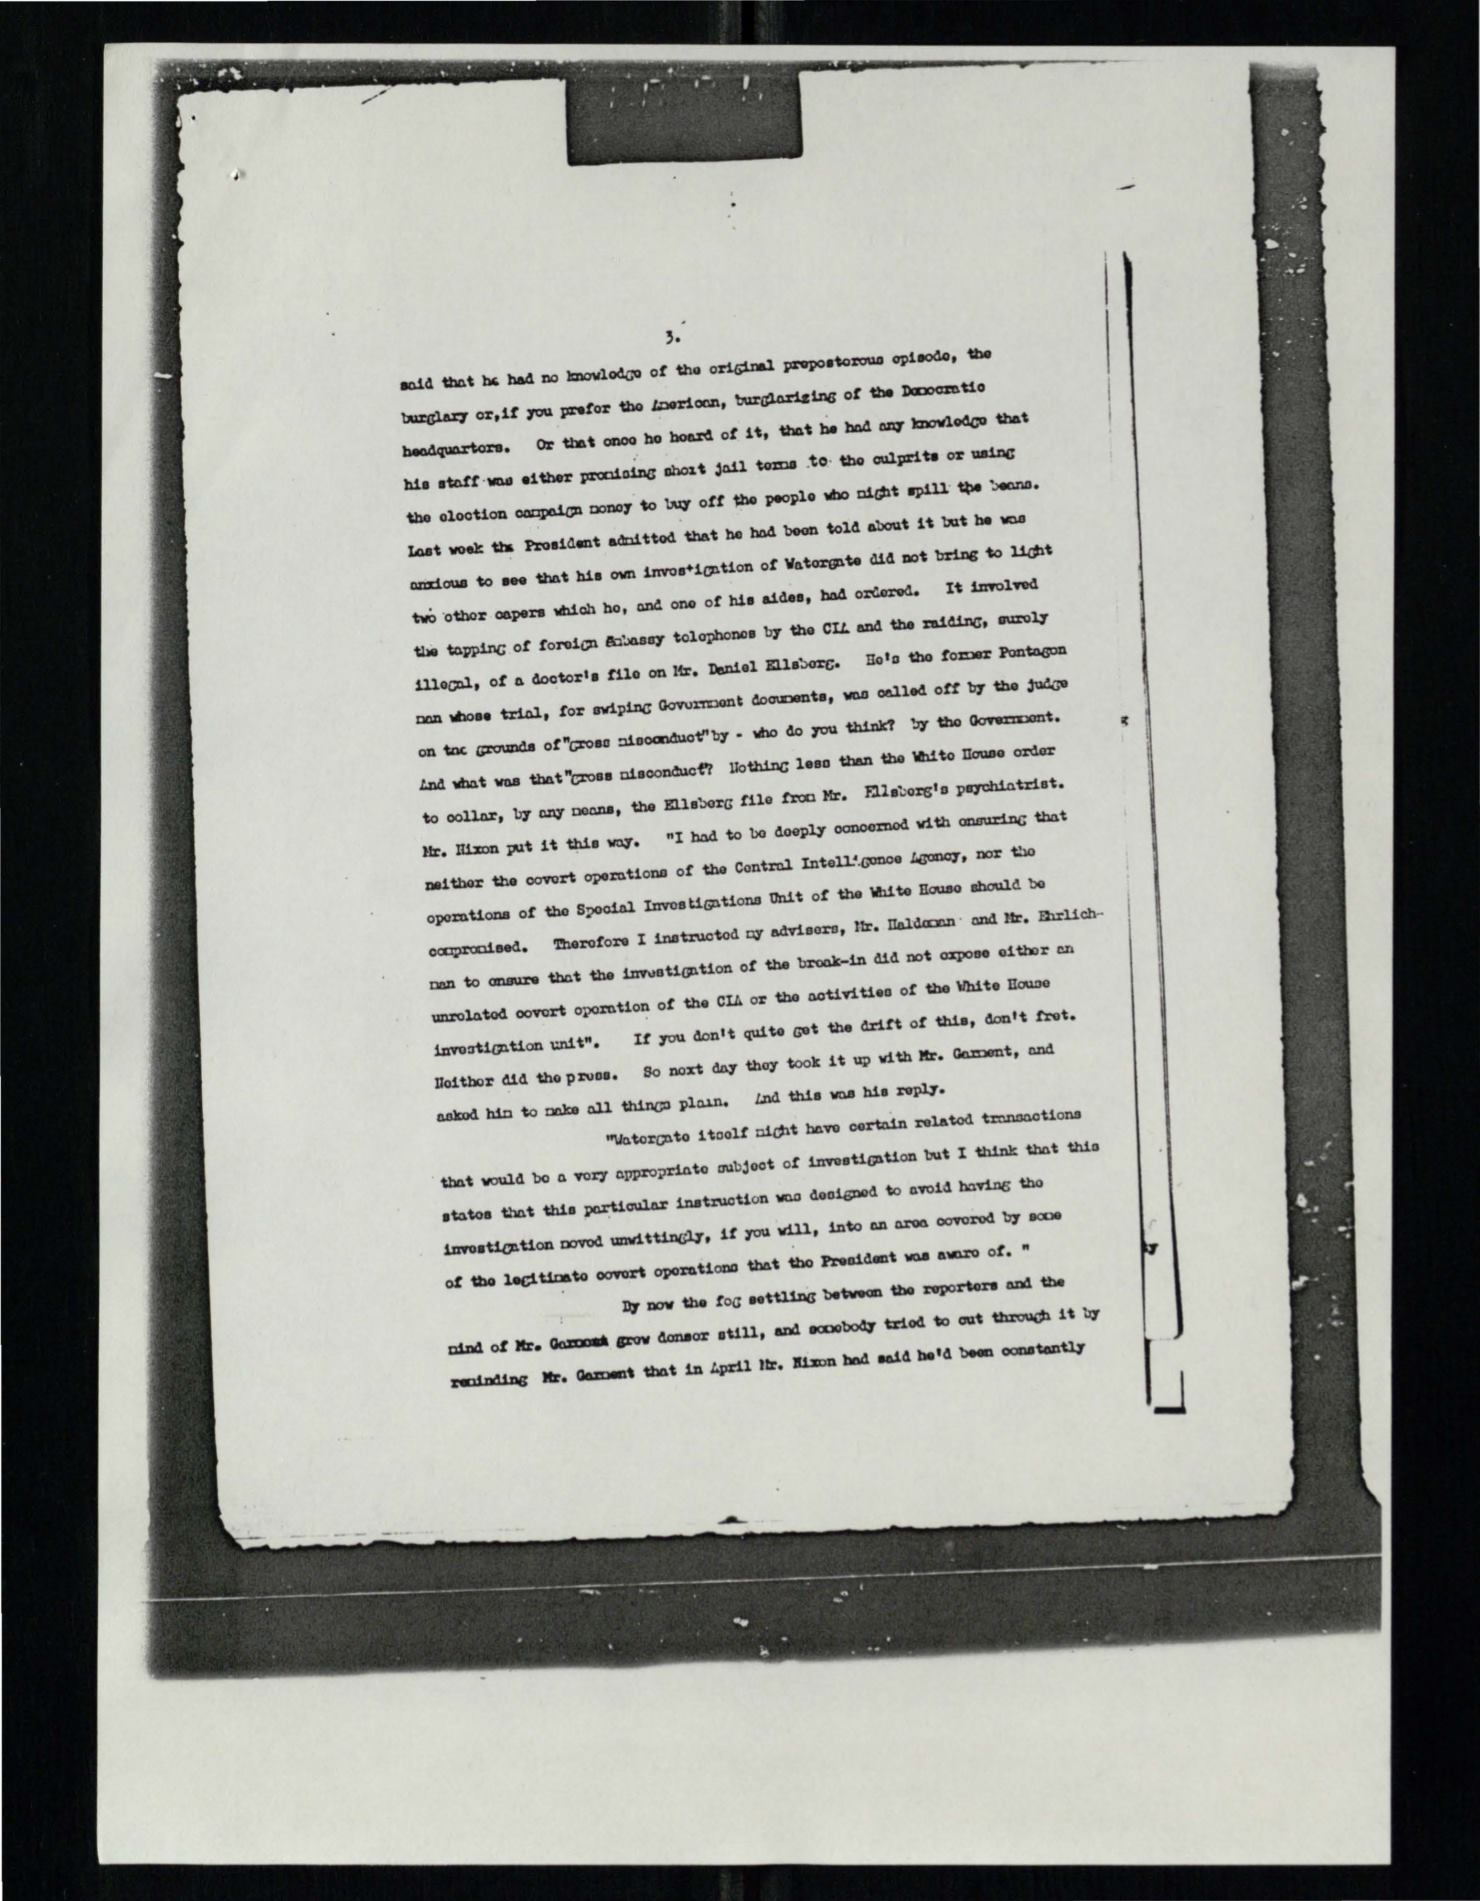 3.
said that he had no knowledge of the original preposterous episode, the
burglary or,if you prefer the American, burglarizing of the Democratic
headquarters. Or that once he heard of it, that he had any knowledge that
his staff was either promising short jail terms to the culprits or using
the election campaign money to buy off the people who might spill the beans.
Last week the President admitted that he had been told about it but he was
anxious to see that his own investigation of Watergate did not bring to light
two other capers which he, and one of his aides, had ordered. It involved
the tapping of foreign Embassy telephones by the CIA and the raiding, surely
illegal, of a doctor's file on Mr. Daniel Ellsberg. He's the former Pentagon
man whose trial, for swiping Government documents, was called off by the judge
on the grounds of "gross misconduct" by - who do you think? by the Government.
And what was that "gross misconduct"? Nothing less than the White House order
to collar, by any means, the Ellsberg file from Mr. Ellsberg's psychiatrist.
Mr. Nixon put it this way. "I had to be deeply concerned with ensuring that
neither the covert operations of the Central Intelligence Agency, nor the
operations of the Special Investigations Unit of the White House should be
compromised. Therefore I instructed my advisers, Mr. Haldeman and Mr. Ehrlich-
man to ensure that the investigation of the break-in did not expose either an
unrelated covert operation of the CIA or the activities of the White House
investigation unit". If you don't quite get the drift of this, don't fret.
Neither did the press. So next day they took it up with Mr. Garment, and
asked him to make all things plain. And this was his reply.
"Watergate itself might have certain related transactions
that would be a very appropriate subject of investigation but I think that this
states that this particular instruction was designed to avoid having the
investigation moved unwittingly, if you will, into an area covered by some
of the legitimate covert operations that the President was aware of. "
By now the fog settling between the reporters and the
mind of Mr. Garment grew denser still, and somebody tried to cut through it by
reminding Mr. Garment that in April Mr. Nixon had said he'd been constantly